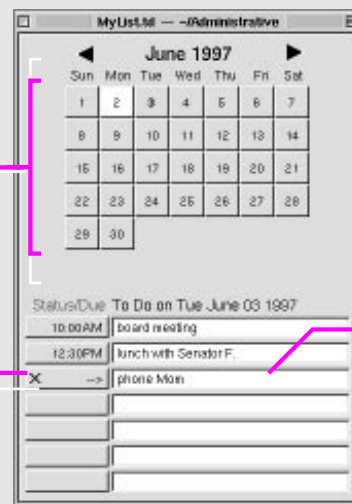 MyList.td — ~/Administrative
June 1997
Sun Mon Tue Wed Thu Fri Sat
1 2 3 4 5 6 7
8 9 10 11 12 13 14
15 16 17 18 19 20 21
22 23 24 25 26 27 28
29 30
Status/Due To Do on Tue June 03 1997
10:00AM board meeting
12:30PM lunch with Senator F.
X --> phone Mom